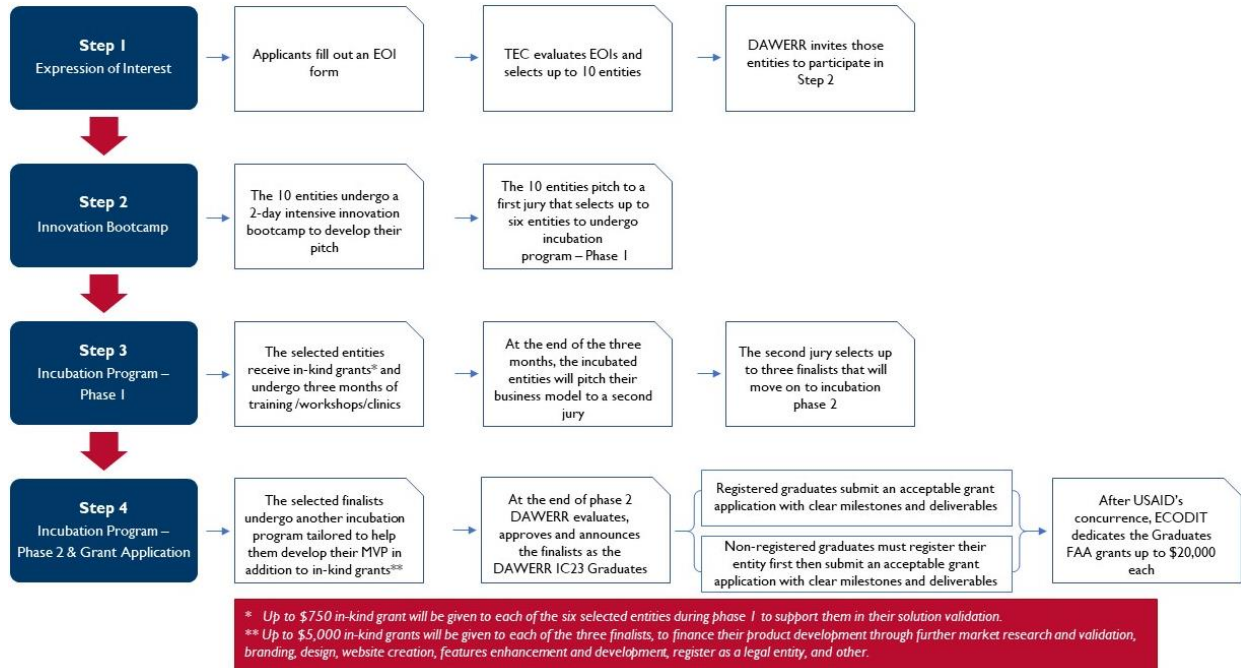 Step 1
Expression of Interest
Applicants fill out an EOI
form
TEC evaluates EOIs and
selects up to 10 entities
DAWERR invites those
entities to participate in
Step 2
Step 2
Innovation Bootcamp
The 10 entities undergo a
2-day intensive innovation
bootcamp to develop their
pitch
The 10 entities pitch to a
first jury that selects up to
six entities to undergo
incubation
program – Phase 1
Step 3
Incubation Program –
Phase 1
The selected entities
receive in-kind grants* and
undergo three months of
training /workshops/clinics
At the end of the three
months, the incubated
entities will pitch their
business model to a second
jury
The second jury selects up
to three finalists that will
move on to incubation
phase 2
Step 4
Incubation Program –
Phase 2 & Grant Application
The selected finalists
undergo another incubation
program tailored to help
them develop their MVP in
addition to in-kind grants**
At the end of phase 2
DAWERR evaluates,
approves and announces
the finalists as the
DAWERR IC23 Graduates
Registered graduates submit an acceptable grant
application with clear milestones and deliverables
Non-registered graduates must register their
entity first then submit an acceptable grant
application with clear milestones and deliverables
After USAID's
concurrence, ECODIT
dedicates the Graduates
FAA grants up to $20,000
each
* Up to $750 in-kind grant will be given to each of the six selected entities during phase 1 to support them in their solution validation.
** Up to $5,000 in-kind grants will be given to each of the three finalists, to finance their product development through further market research and validation,
branding, design, website creation, features enhancement and development, register as a legal entity, and other.